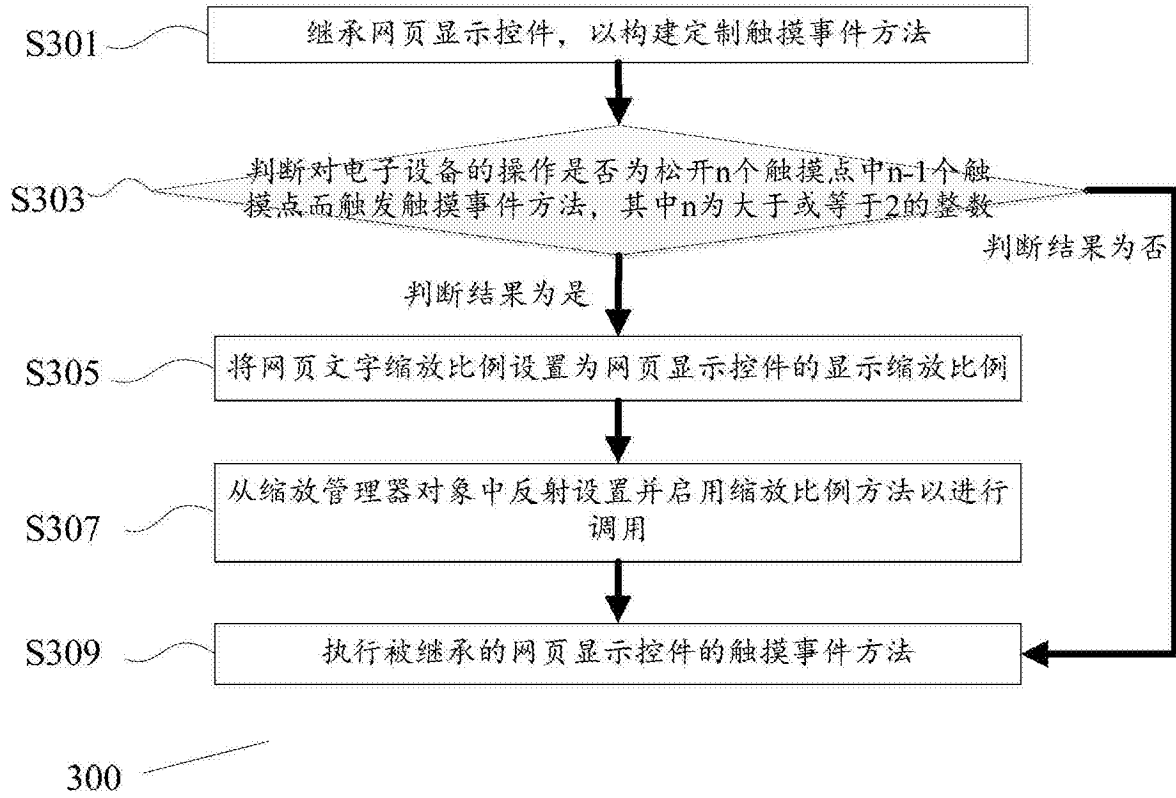 S301
继承网页显示控件，以构建定制触摸事件方法
S303
判断对电子设备的操作是否为松开n个触摸点中n-1个触
摸点而触发触摸事件方法，其中n为大于或等于2的整数
判断结果为否
判断结果为是
S305
将网页文字缩放比例设置为网页显示控件的显示缩放比例
S307
从缩放管理器对象中反射设置并启用缩放比例方法以进行
调用
S309
执行被继承的网页显示控件的触摸事件方法
300